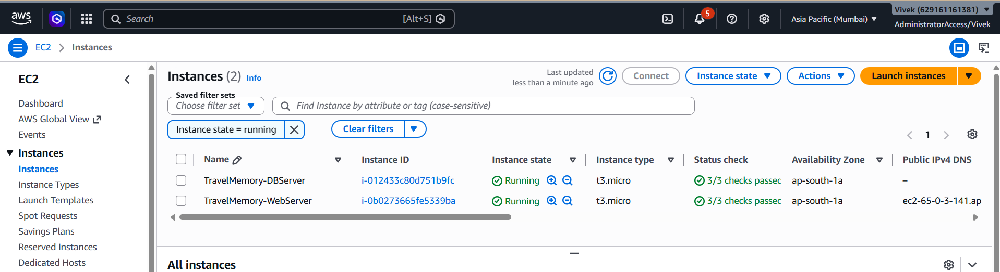 aws
Search [Alt+S]
5
Asia Pacific (Mumbai)
Vivek (629161161381)
AdministratorAccess/Vivek
EC2 Instances
EC2
Dashboard
AWS Global View
Events
Instances
Instances
Instance Types
Launch Templates
Spot Requests
Savings Plans
Reserved Instances
Dedicated Hosts
Instances (2) Info
Last updated
less than a minute ago
Connect
Instance state
Actions
Launch instances
Saved filter sets
Choose filter set
Find Instance by attribute or tag (case-sensitive)
Instance state = running
Clear filters
1
Name Instance ID Instance state Instance type Status check Availability Zone Public IPv4 DNS
TravelMemory-DBServer i-012433c80d751b9fc Running t3.micro 3/3 checks passec ap-south-1a –
TravelMemory-WebServer i-0b0273665fe5339ba Running t3.micro 3/3 checks passec ap-south-1a ec2-65-0-3-141.ap
All instances